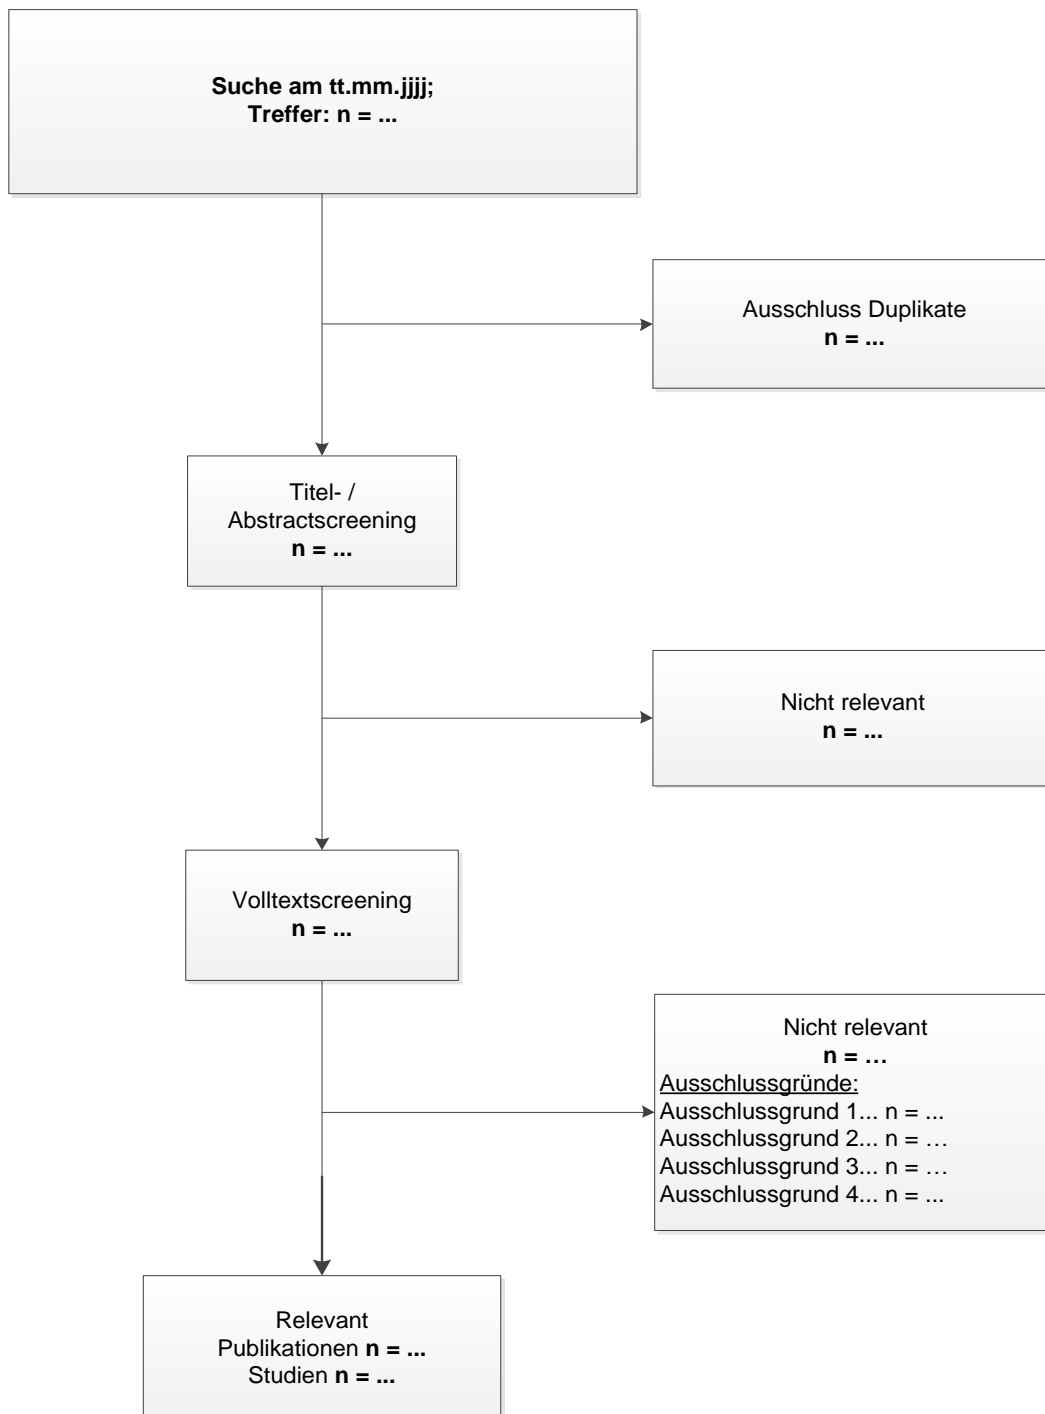 Suche am tt.mm.jjjj;
Treffer: n = ...
Ausschluss Duplikate
n = ...
Titel- /
Abstractscreening
n = ...
Nicht relevant
n = ...
Volltextscreening
n = ...
Nicht relevant
n = …
Ausschlussgründe:
Ausschlussgrund 1... n = ...
Ausschlussgrund 2... n = …
Ausschlussgrund 3... n = …
Ausschlussgrund 4... n = ...
Relevant
Publikationen n = ...
Studien n = ...